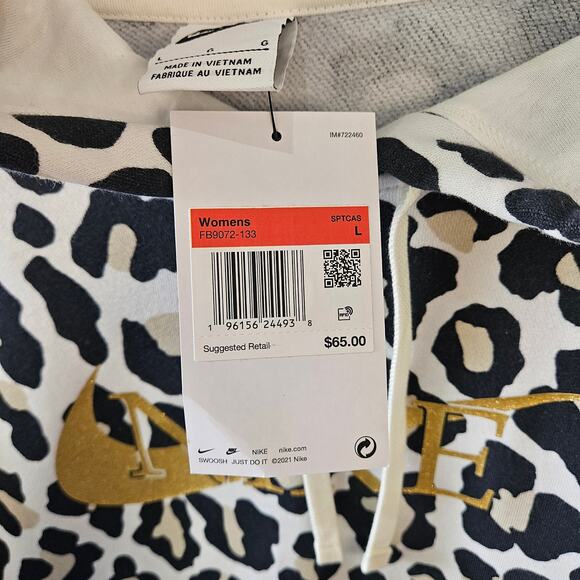 L G G
MADE IN VIETNAM
FABRIQUE AU VIETNAM
IM#722460
Womens SPTCAS
FB9072-133 L
1 96156 24493 8
RFID
Suggested Retail $65.00
NIKE nike.com
SWOOSH JUST DO IT ©2021 Nike